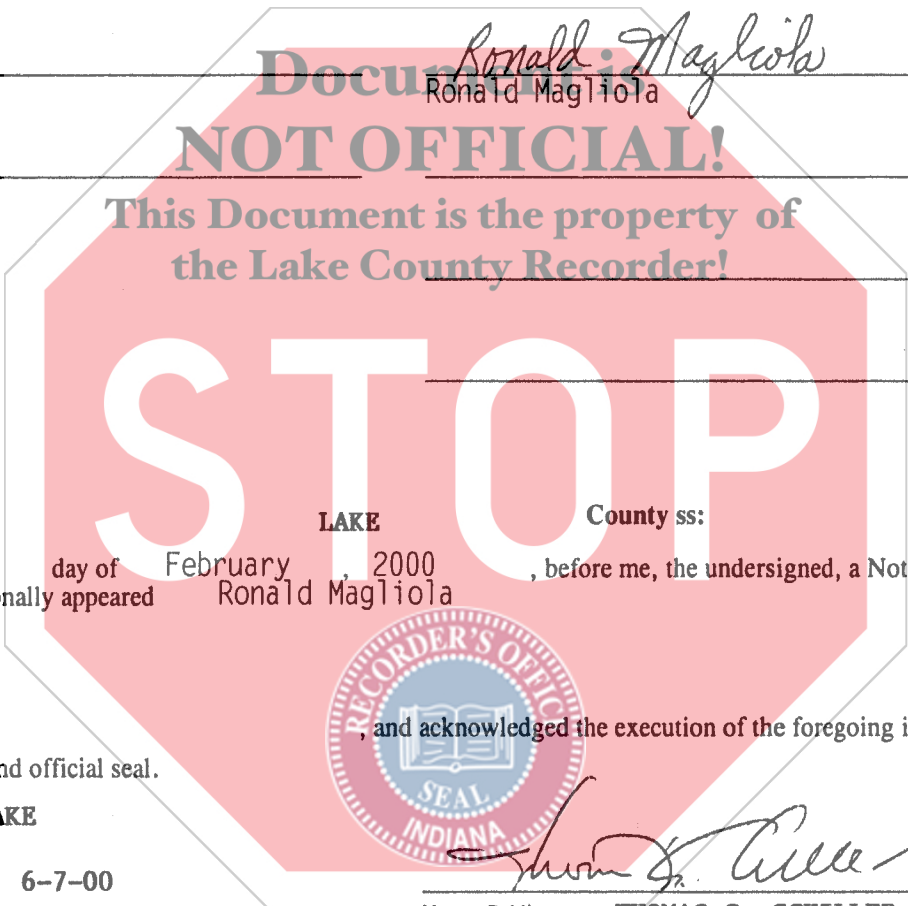 Ronald Magliola
Document is
Ronald Magliola
NOT OFFICIAL!
This Document is the property of
the Lake County Recorder!
STOP
LAKE County ss:
day of February , 2000 , before me, the undersigned, a Not
nally appeared Ronald Magliola
RECORDER'S OFFICE
, and acknowledged the execution of the foregoing i
nd official seal.
SEAL
AKE
INDIANA
6-7-00